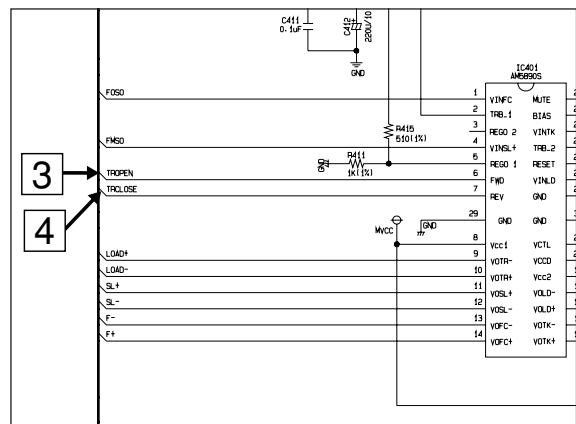 C411
0.1uF
C412
220U/10
GND
IC401
AM5890S
FOSO
1
VINFC
MUTE
2
TRB_1
BIAS
R415
510(1%)
3
REGO 2
VINTK
FMSO
4
VINSL+
TRB_2
GND
R411
1K(1%)
5
REGO 1
RESET
3
TROPEN
6
FWD
VINLD
4
TRCLOSE
7
REV
GND
MVCC
GND
29
GND
GND
8
Vcc1
VCTL
LOAD+
9
VOTR-
VCCD
LOAD-
10
VOTR+
Vcc2
SL+
11
VOSL+
VOLD-
SL-
12
VOSL-
VOLD+
F-
13
VOFC-
VOTK-
F+
14
VOFC+
VOTK+